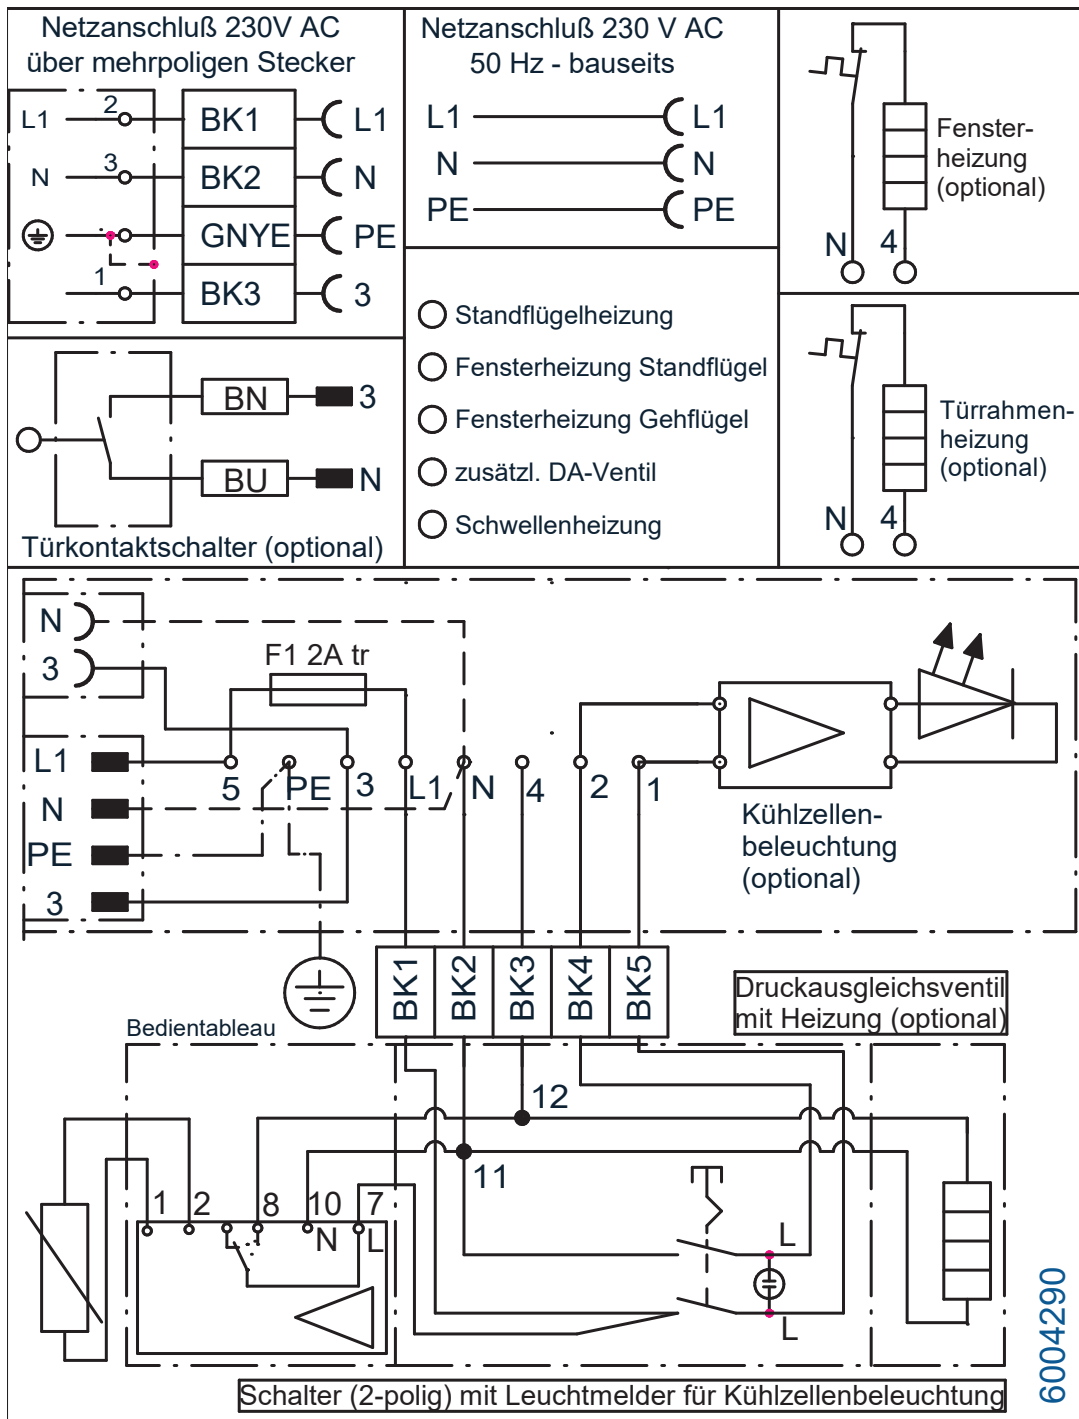 Netzanschluß 230V AC
über mehrpoligen Stecker
L1 2 BK1 L1
N 3 BK2 N
GNYE PE
1 BK3 3
Netzanschluß 230 V AC
50 Hz - bauseits
L1 L1
N N
PE PE
Fenster-
heizung
(optional)
N 4
Standflügelheizung
Fensterheizung Standflügel
Fensterheizung Gehflügel
zusätzl. DA-Ventil
Schwellenheizung
Türrahmen-
heizung
(optional)
N 4
BN 3
BU N
Türkontaktschalter (optional)
N
3
F1 2A tr
L1
N
PE
3
5 PE 3 L1 N 4 2 1
Kühlzellen-
beleuchtung
(optional)
BK1 BK2 BK3 BK4 BK5
Druckausgleichsventil
mit Heizung (optional)
Bedientableau
12
11
1 2 8 10 7
N L
L
L
Schalter (2-polig) mit Leuchtmelder für Kühlzellenbeleuchtung
6004290